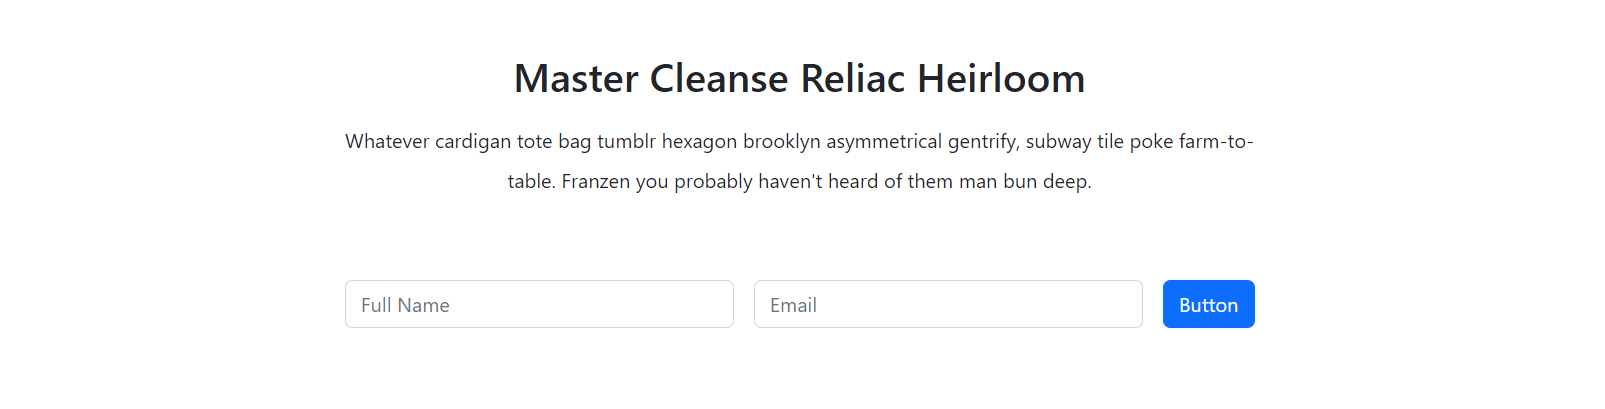 Master Cleanse Reliac Heirloom
Whatever cardigan tote bag tumblr hexagon brooklyn asymmetrical gentrify, subway tile poke farm-to-
table. Franzen you probably haven't heard of them man bun deep.
Full Name
Email
Button